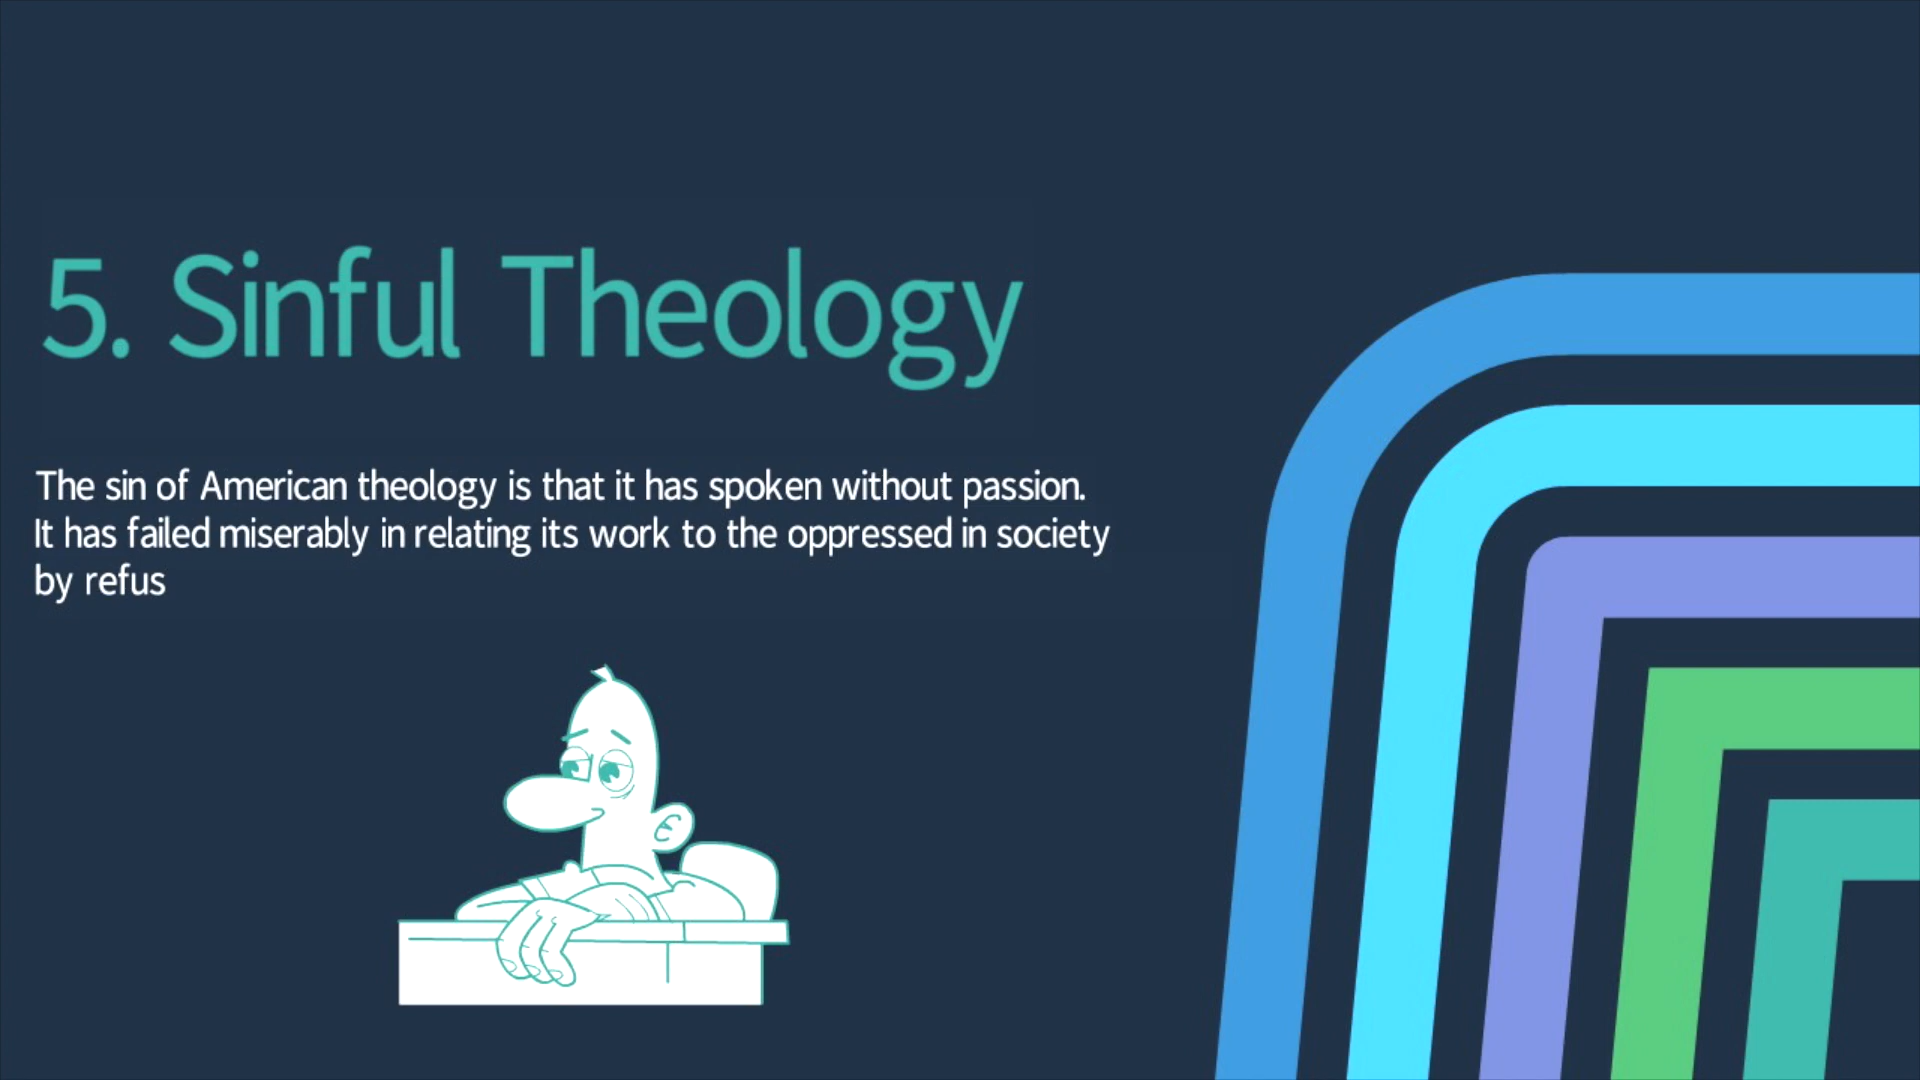 5. Sinful Theology
The sin of American theology is that it has spoken without passion.
It has failed miserably in relating its work to the oppressed in society
by refus